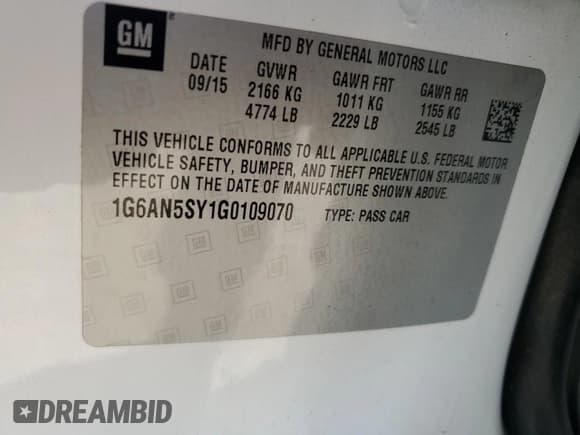 GM
MFD BY GENERAL MOTORS LLC
DATE GVWR GAWR FRT GAWR RR
09/15 2166 KG 1011 KG 1155 KG
4774 LB 2229 LB 2545 LB
THIS VEHICLE CONFORMS TO ALL APPLICABLE U.S. FEDERAL MOTOR
VEHICLE SAFETY, BUMPER, AND THEFT PREVENTION STANDARDS IN
EFFECT ON THE DATE OF MANUFACTURE SHOWN ABOVE.
1G6AN5SY1G0109070 TYPE: PASS CAR
DREAMBID